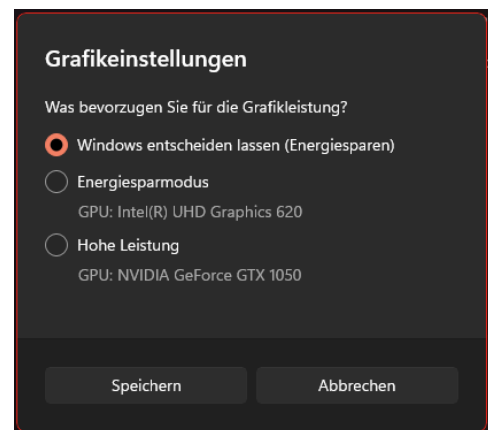 Grafikeinstellungen
Was bevorzugen Sie für die Grafikleistung?
Windows entscheiden lassen (Energiesparen)
Energiesparmodus
GPU: Intel(R) UHD Graphics 620
Hohe Leistung
GPU: NVIDIA GeForce GTX 1050
Speichern
Abbrechen